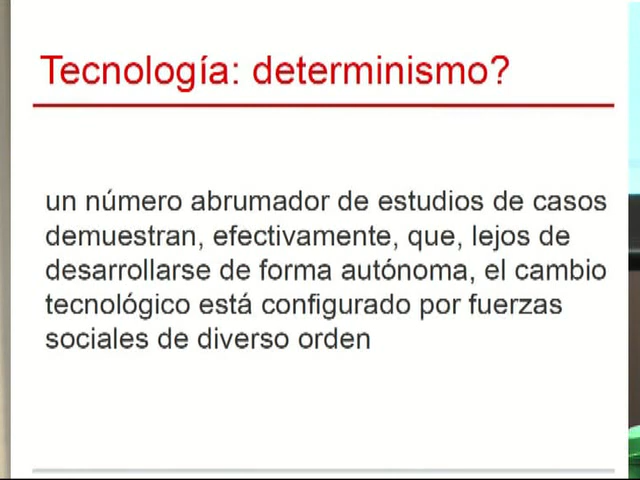 Tecnología: determinismo?
un número abrumador de estudios de casos
demuestran, efectivamente, que, lejos de
desarrollarse de forma autónoma, el cambio
tecnológico está configurado por fuerzas
sociales de diverso orden